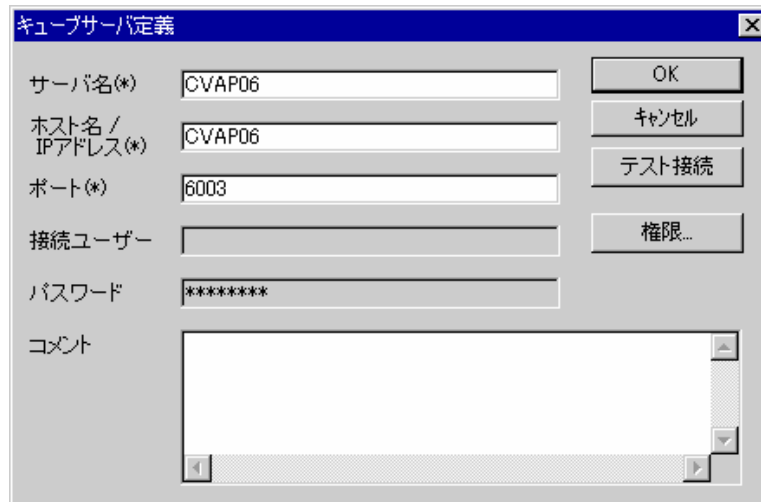 キューブサーバ定義
サーバ名(*)
CVAP06
OK
ホスト名 /
IPアドレス(*)
CVAP06
キャンセル
ポート(*)
6003
テスト接続
接続ユーザー
権限...
パスワード
********
コメント